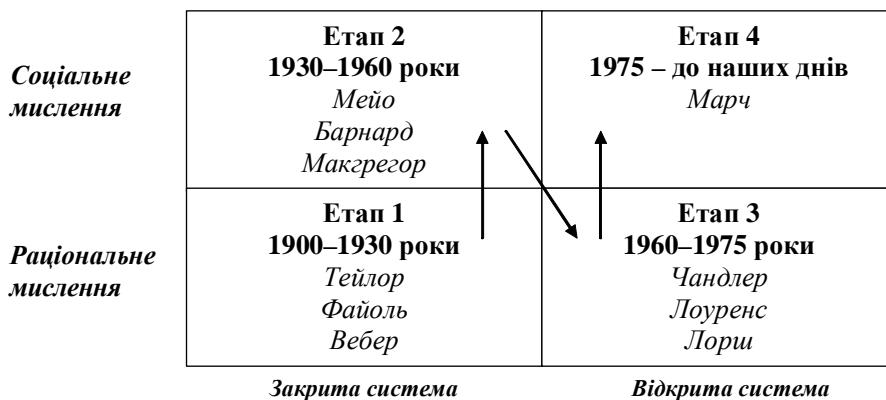 Соціальне
мислення
Етап 2
1930–1960 роки
Мейо
Барнард
Макгрегор
Етап 4
1975 – до наших днів
Марч
Раціональне
мислення
Етап 1
1900–1930 роки
Тейлор
Файоль
Вебер
Етап 3
1960–1975 роки
Чандлер
Лоуренс
Лорш
Закрита система
Відкрита система